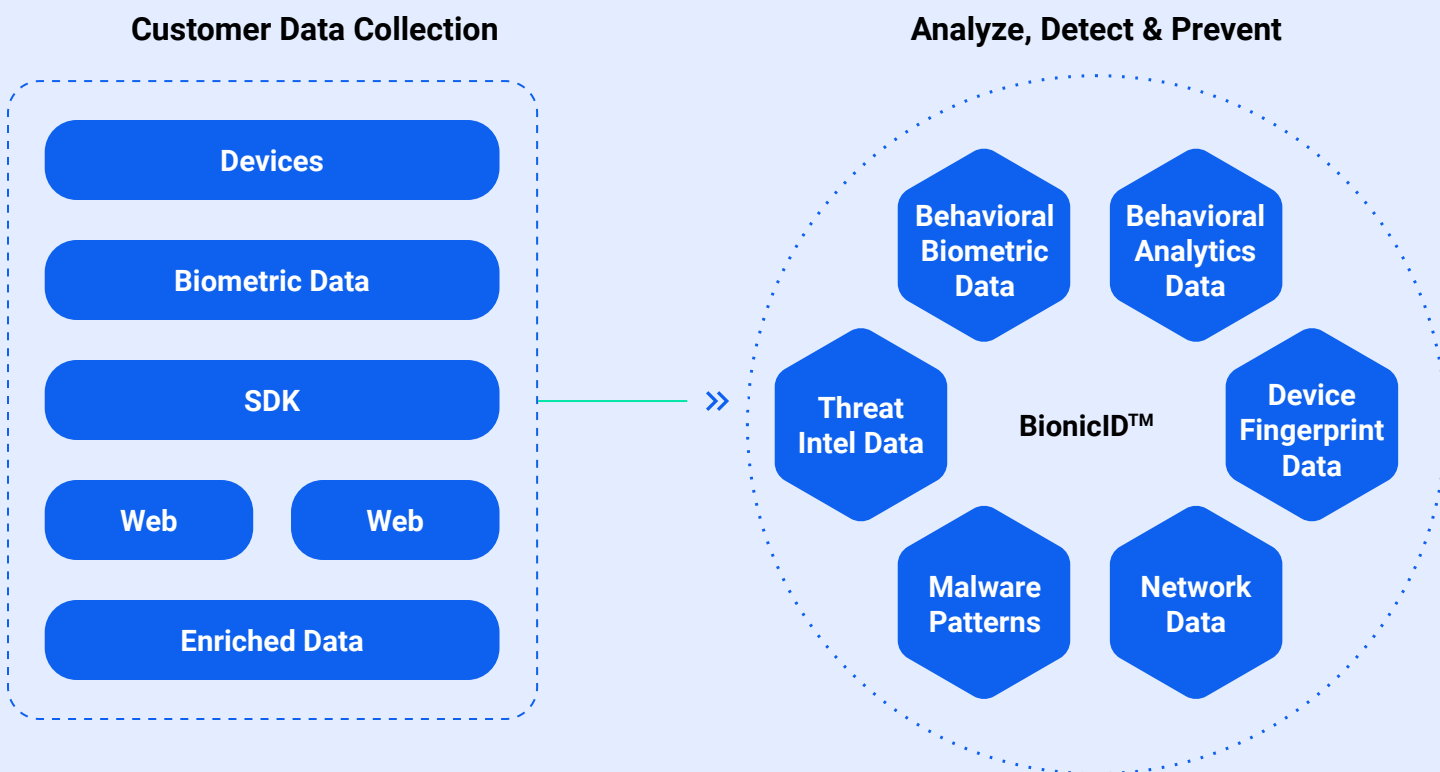 Customer Data Collection
Devices
Biometric Data
SDK
Web
Web
Enriched Data
Analyze, Detect & Prevent
Behavioral
Biometric
Data
Behavioral
Analytics
Data
Threat
Intel Data
BionicID™
Device
Fingerprint
Data
Malware
Patterns
Network
Data